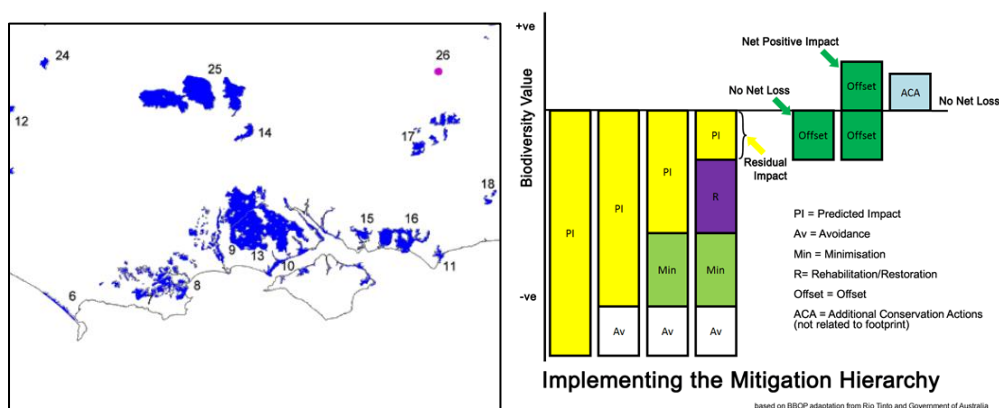 24
26
25
12
14
17
18
15
16
9
13
10
11
8
7
6
+ve
Biodiversity Value
-ve
Net Positive Impact
No Net Loss
Offset
ACA
No Net Loss
Offset
Offset
PI
Residual
Impact
PI
PI
PI
R
Min
Min
Av
Av
Av
PI = Predicted Impact
Av = Avoidance
Min = Minimisation
R= Rehabilitation/Restoration
Offset = Offset
ACA = Additional Conservation Actions
(not related to footprint)
Implementing the Mitigation Hierarchy
based on BBOP adaptation from Rio Tinto and Government of Australia